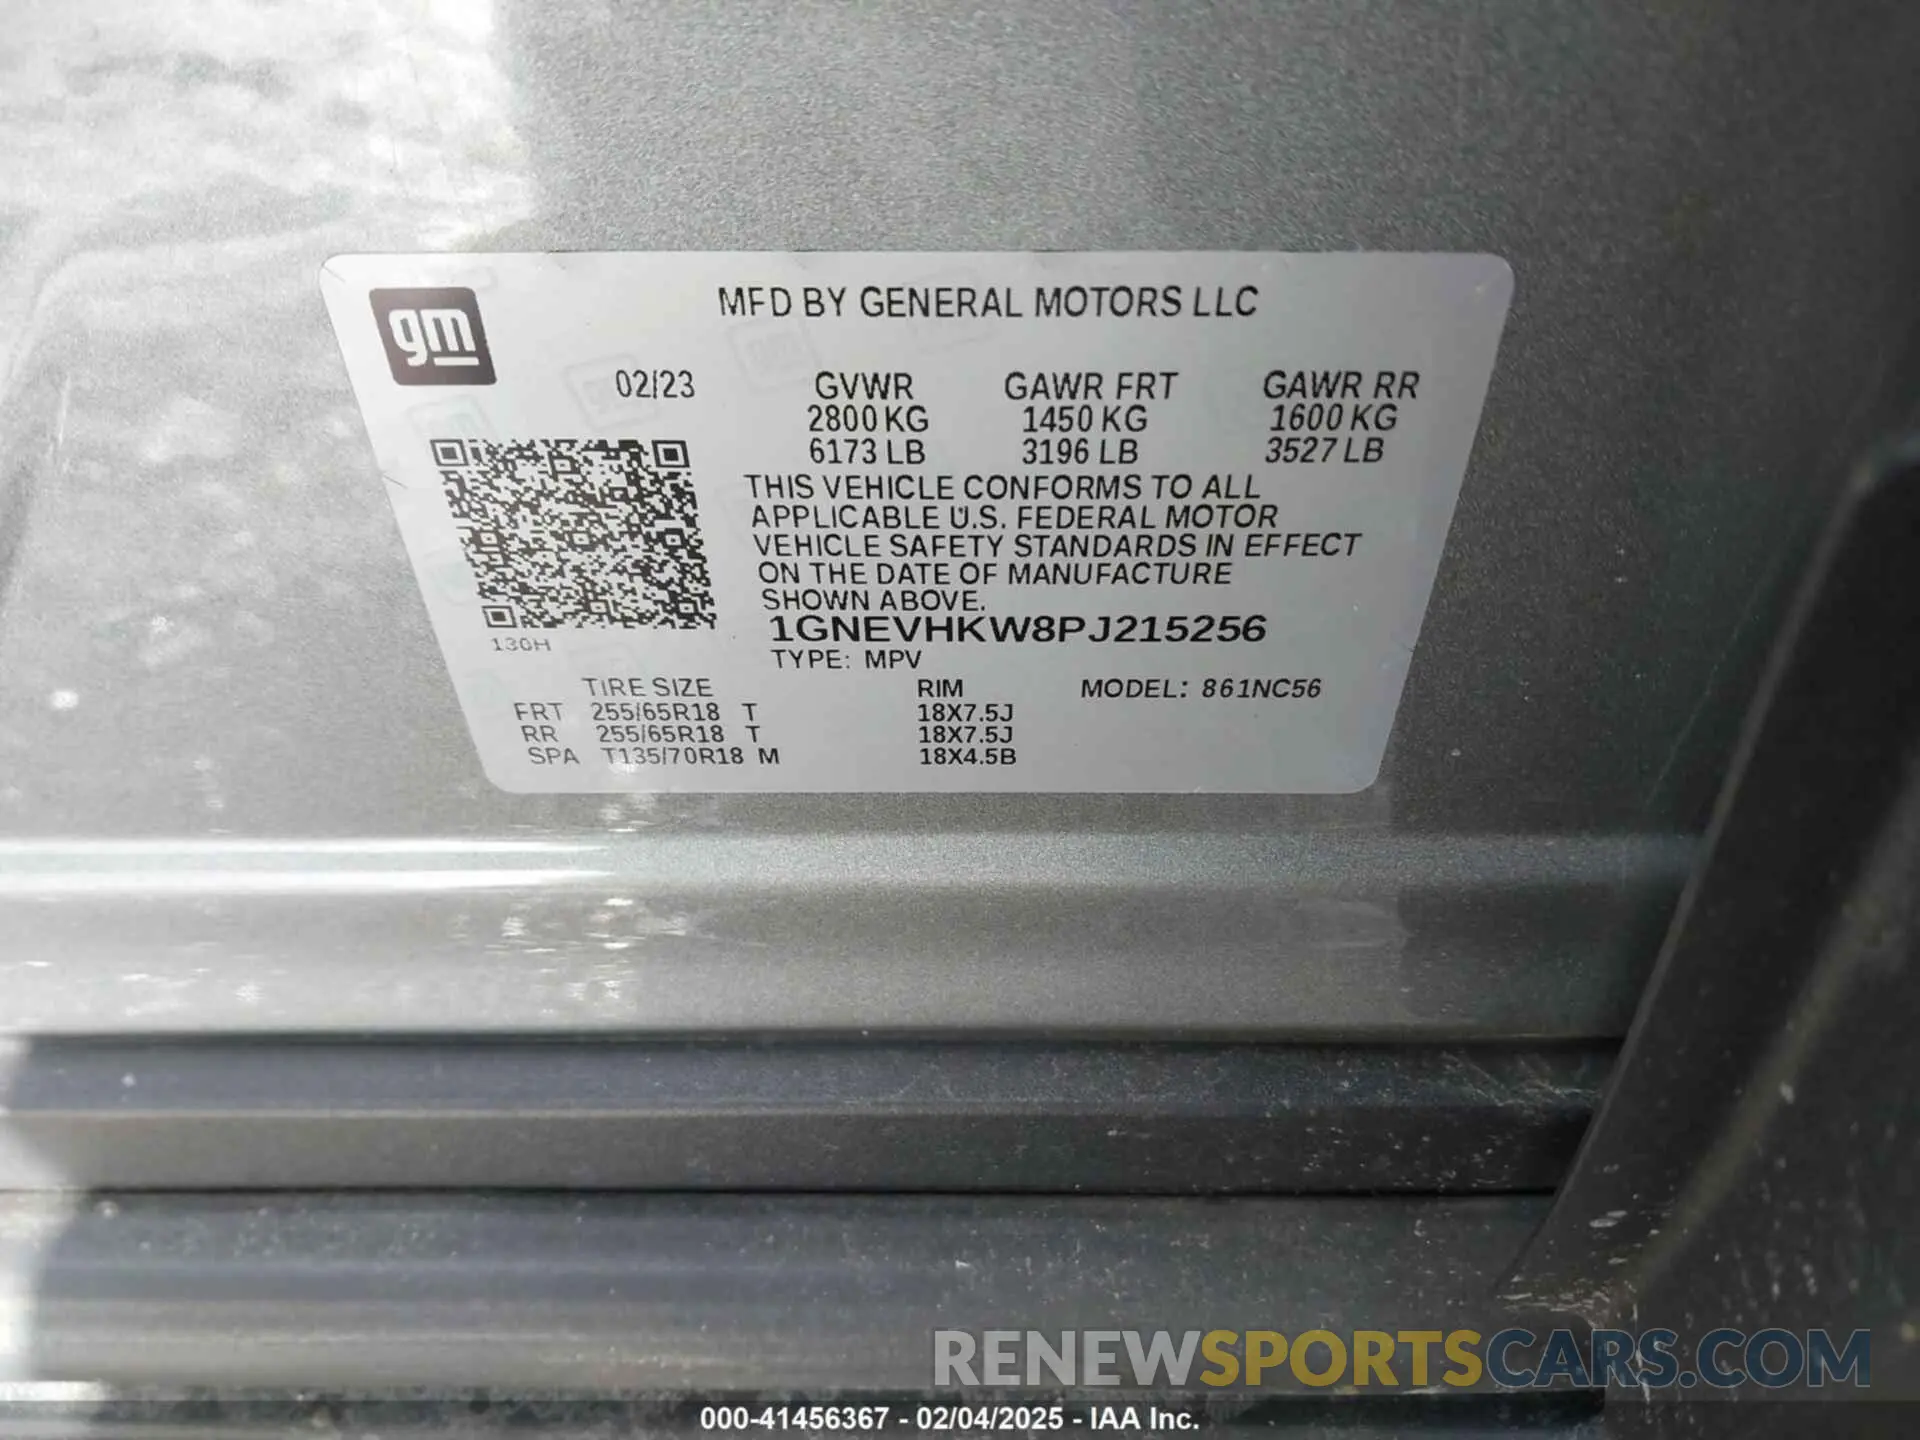 gm
MFD BY GENERAL MOTORS LLC
02/23 GVWR GAWR FRT GAWR RR
2800 KG 1450 KG 1600 KG
6173 LB 3196 LB 3527 LB
THIS VEHICLE CONFORMS TO ALL
APPLICABLE U.S. FEDERAL MOTOR
VEHICLE SAFETY STANDARDS IN EFFECT
ON THE DATE OF MANUFACTURE
SHOWN ABOVE.
1GNEVHKW8PJ215256
130H
TYPE: MPV
TIRE SIZE RIM MODEL: 861NC56
FRT 255/65R18 T 18X7.5J
RR 255/65R18 T 18X7.5J
SPA T135/70R18 M 18X4.5B
RENEWSPORTSCARS.COM
000-41456367 - 02/04/2025 - IAA Inc.